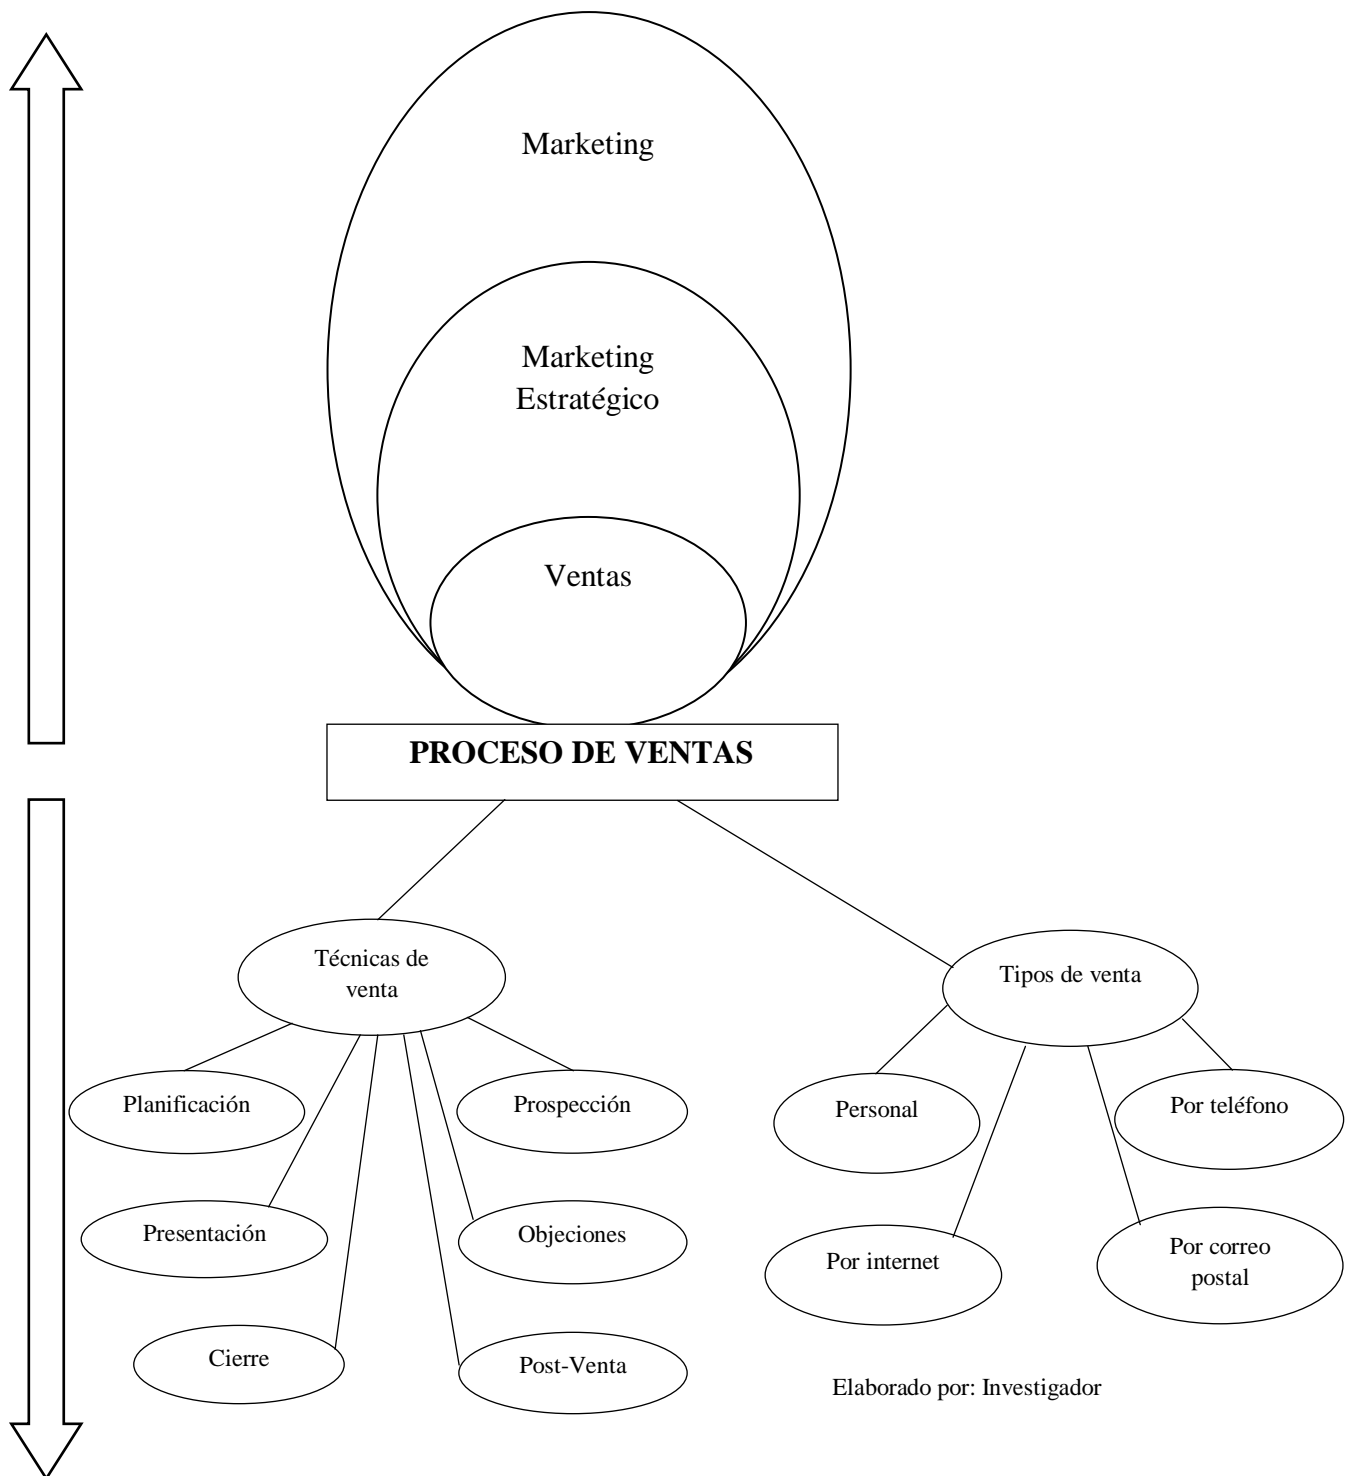 Marketing
Marketing
Estratégico
Ventas
PROCESO DE VENTAS
Técnicas de
venta
Tipos de venta
Planificación
Prospección
Personal
Por teléfono
Presentación
Objeciones
Por internet
Por correo
postal
Cierre
Post-Venta
Elaborado por: Investigador